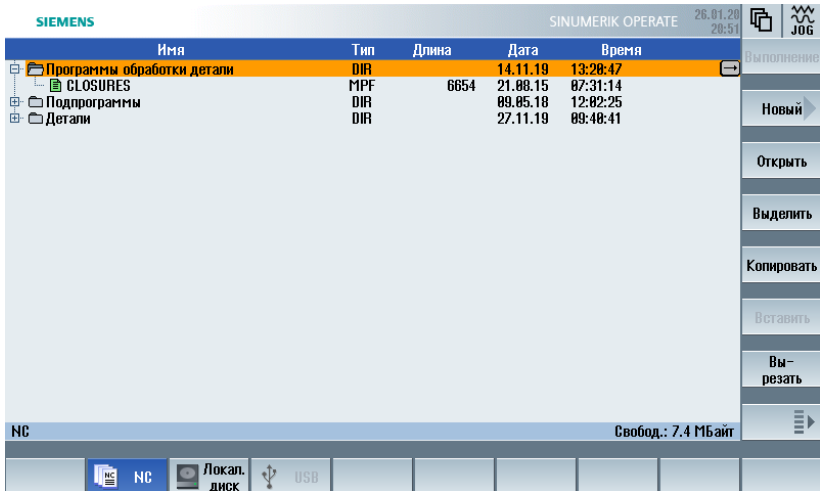 SIEMENS
SINUMERIK OPERATE
26.01.20
20:51
JOG
Имя Тип Длина Дата Время
Программы обработки детали DIR 14.11.19 13:20:47
CLOSURES MPF 6654 21.08.15 07:31:14
Подпрограммы DIR 09.05.18 12:02:25
Детали DIR 27.11.19 09:40:41
NC Свобод.: 7.4 МБайт
Выполнение
Новый
Открыть
Выделить
Копировать
Вставить
Вы-
резать
NC
NC
Локал.
диск
USB